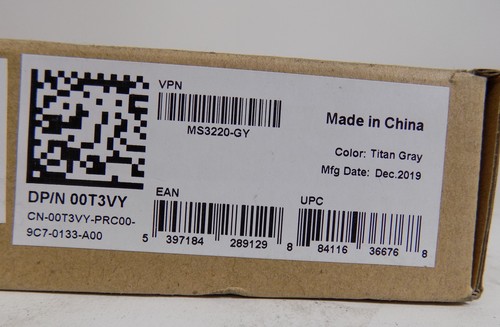 VPN
MS3220-GY
Made in China
Color: Titan Gray
Mfg Date: Dec.2019
DP/N 00T3VY
CN-00T3VY-PRC00-
9C7-0133-A00
EAN
5 397184 289129
UPC
8 84116 36676 8